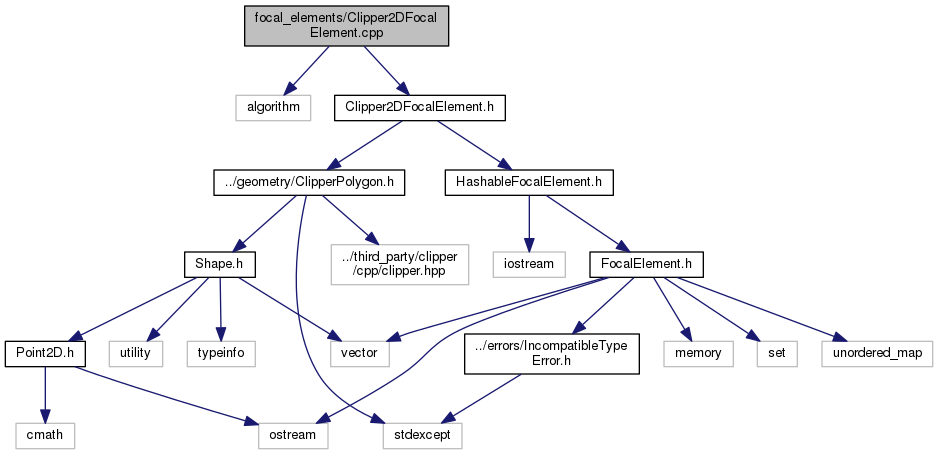 focal_elements/Clipper2DFocal
Element.cpp
algorithm
Clipper2DFocalElement.h
../geometry/ClipperPolygon.h
HashableFocalElement.h
Shape.h
../third_party/clipper
/cpp/clipper.hpp
iostream
FocalElement.h
Point2D.h
utility
typeinfo
vector
../errors/IncompatibleType
Error.h
memory
set
unordered_map
cmath
ostream
stdexcept